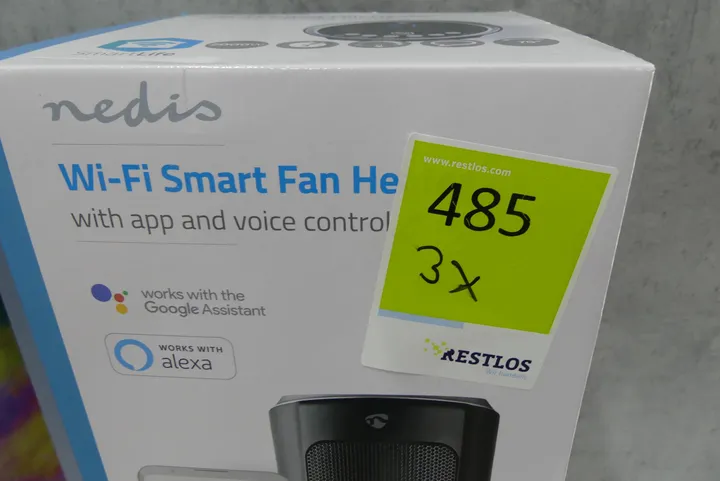 SmartLife
nedis
Wi-Fi Smart Fan He
with app and voice control
works with the
Google Assistant
WORKS WITH
alexa
www.restlos.com
485
3x
RESTLOS